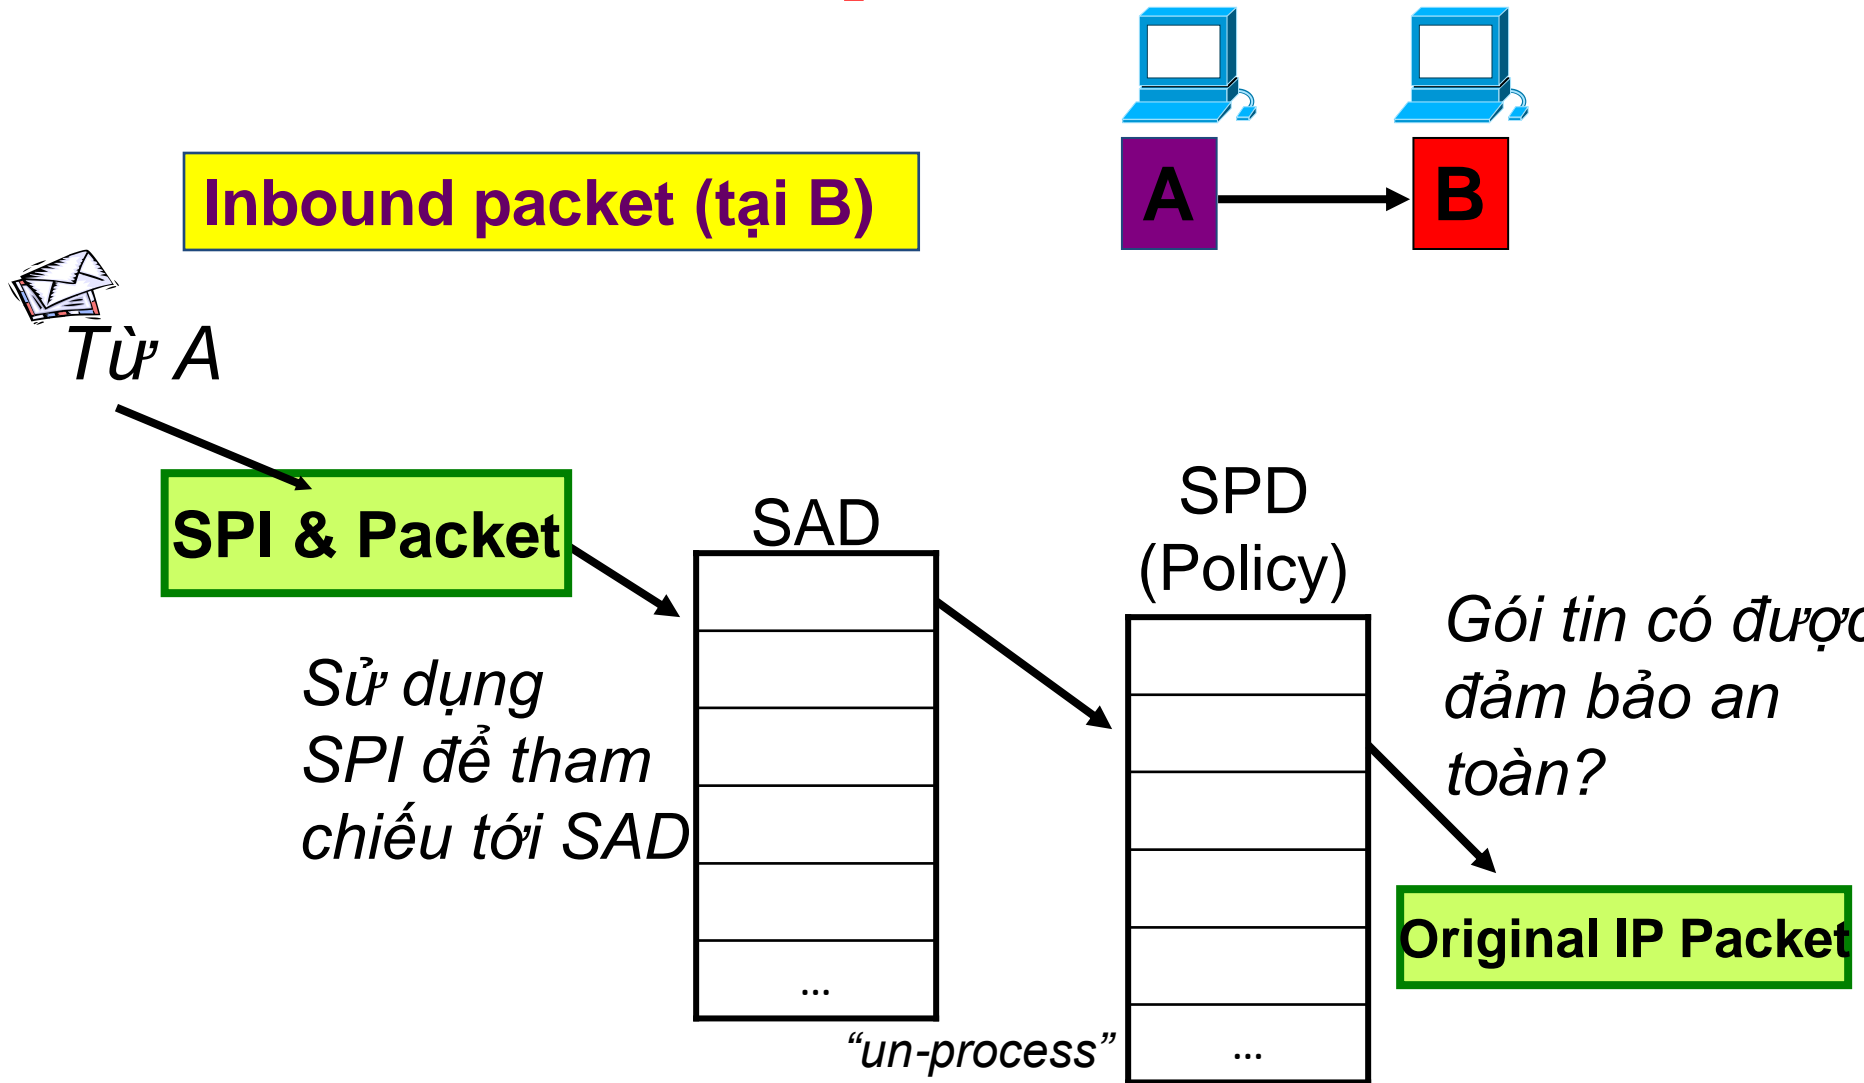 Inbound packet (tại B)
A
B
Từ A
SPI & Packet
SAD
SPD
(Policy)
Sử dụng
SPI để tham
chiếu tới SAD
Gói tin có được
đảm bảo an
toàn?
Original IP Packet
...
"un-process"
...